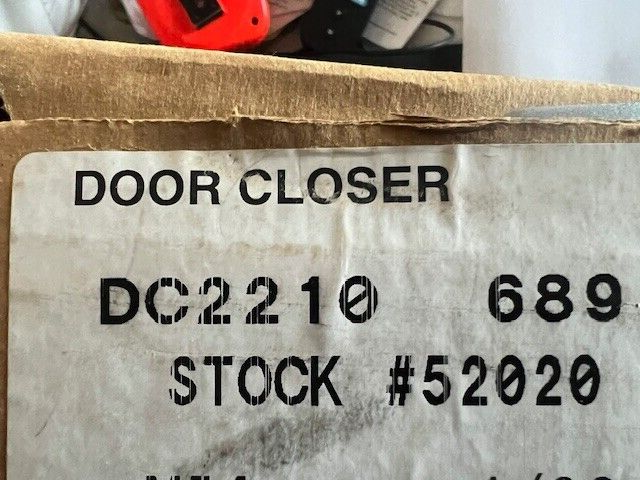 DOOR CLOSER
DC2210 689
STOCK #52020